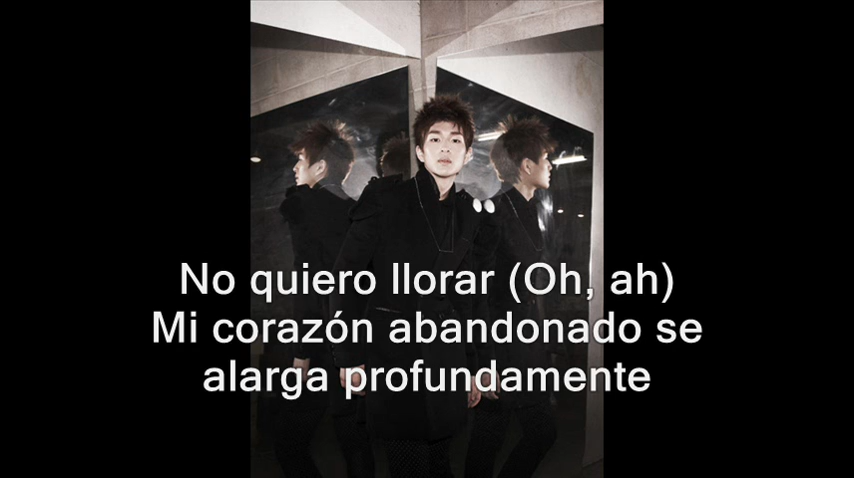 No quiero llorar (Oh, ah)
Mi corazón abandonado se
alarga profundamente